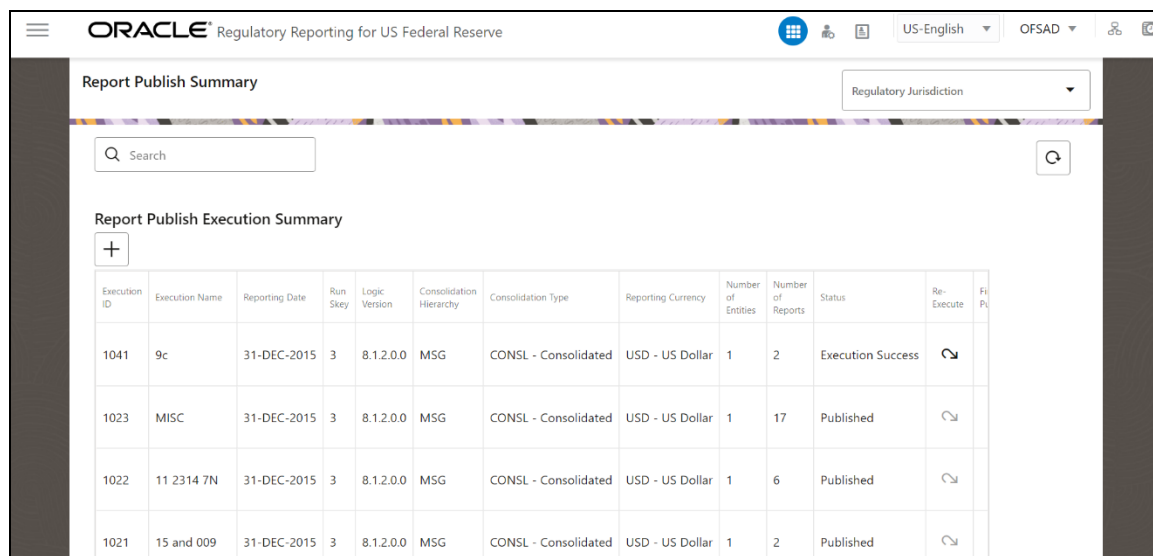 ORACLE® Regulatory Reporting for US Federal Reserve US-English OFSAD
Report Publish Summary Regulatory Jurisdiction
Search
Report Publish Execution Summary
+
Execution ID Execution Name Reporting Date Run Skey Logic Version Consolidation Hierarchy Consolidation Type Reporting Currency Number of Entities Number of Reports Status Re-Execute
1041 9c 31-DEC-2015 3 8.1.2.0.0 MSG CONSL - Consolidated USD - US Dollar 1 2 Execution Success
1023 MISC 31-DEC-2015 3 8.1.2.0.0 MSG CONSL - Consolidated USD - US Dollar 1 17 Published
1022 11 2314 7N 31-DEC-2015 3 8.1.2.0.0 MSG CONSL - Consolidated USD - US Dollar 1 6 Published
1021 15 and 009 31-DEC-2015 3 8.1.2.0.0 MSG CONSL - Consolidated USD - US Dollar 1 2 Published